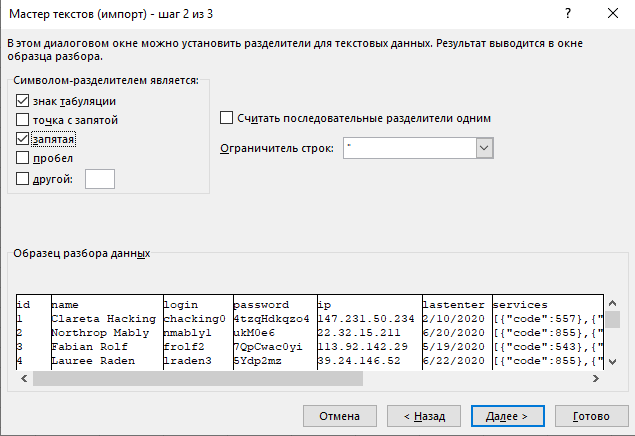 Мастер текстов (импорт) - шаг 2 из 3
В этом диалоговом окне можно установить разделители для текстовых данных. Результат выводится в окне
образца разбора.
Символом-разделителем является:
знак табуляции
точка с запятой
запятая
пробел
другой:
Считать последовательные разделители одним
Ограничитель строк: "
Образец разбора данных
id name login password ip lastenter services
1 Clareta Hacking chacking0 4tzqHdkqzo4 147.231.50.234 2/10/2020 [{"code":557},{"
2 Northrop Mably nmably1 ukM0e6 22.32.15.211 6/20/2020 [{"code":855},{"
3 Fabian Rolf frolf2 7QpCwac0yi 113.92.142.29 5/19/2020 [{"code":543},{"
4 Lauree Raden lraden3 5Ydp2mz 39.24.146.52 6/22/2020 [{"code":855},{"
Отмена < Назад Далее > Готово